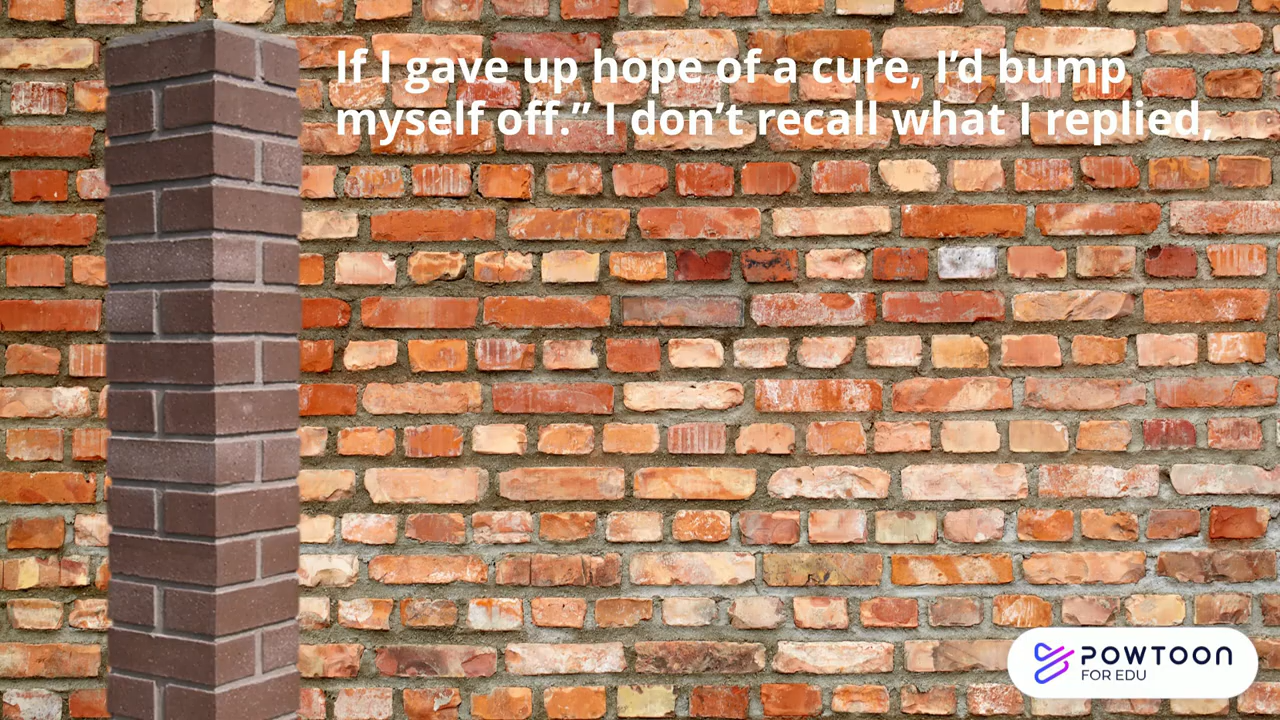 If I gave up hope of a cure, I’d bump
myself off.” I don’t recall what I replied,
POWTOON
FOR EDU